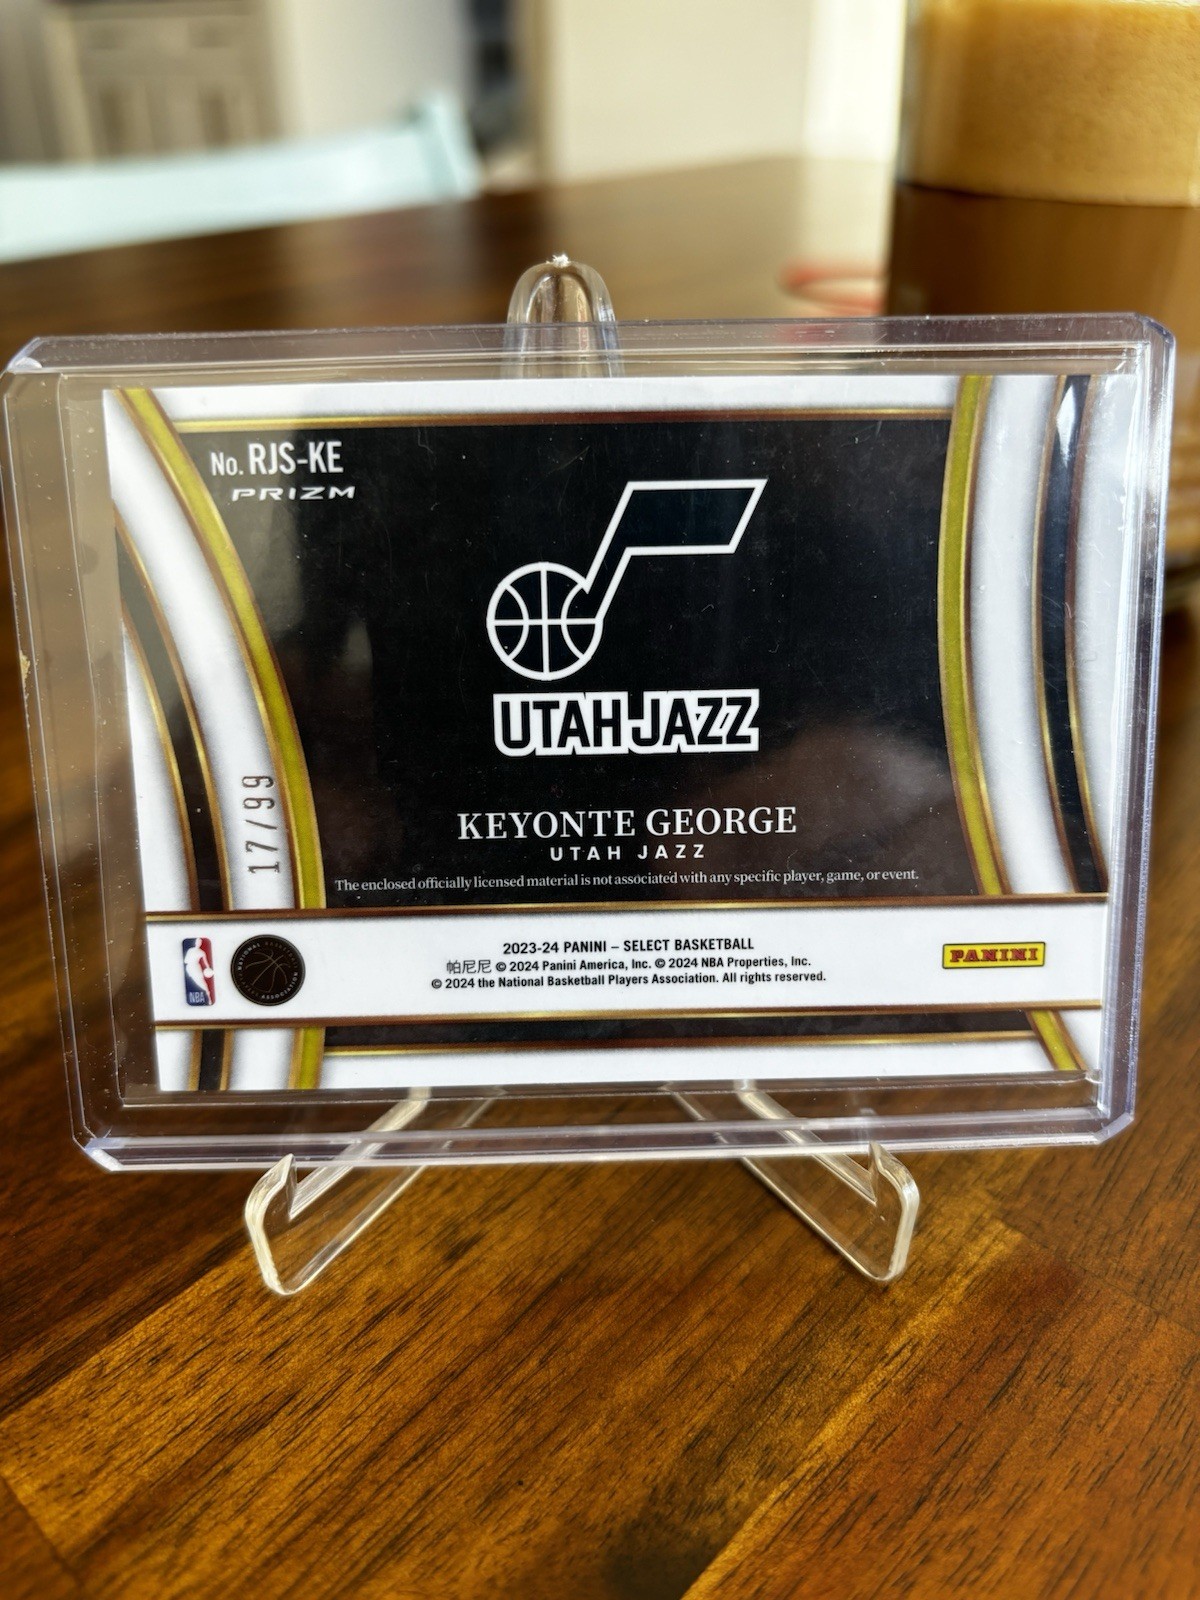 No. RJS-KE
PRIZM
UTAH JAZZ
17/99
KEYONTE GEORGE
UTAH JAZZ
The enclosed officially licensed material is not associated with any specific player, game, or event.
NBA
2023-24 PANINI – SELECT BASKETBALL
帕尼尼 © 2024 Panini America, Inc. © 2024 NBA Properties, Inc.
© 2024 the National Basketball Players Association. All rights reserved.
PANINI